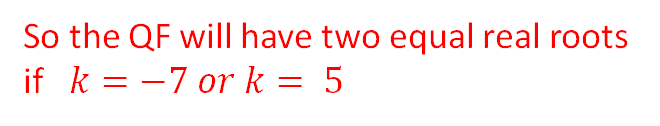 So the QF will have two equal real roots
if k = −7 or k = 5